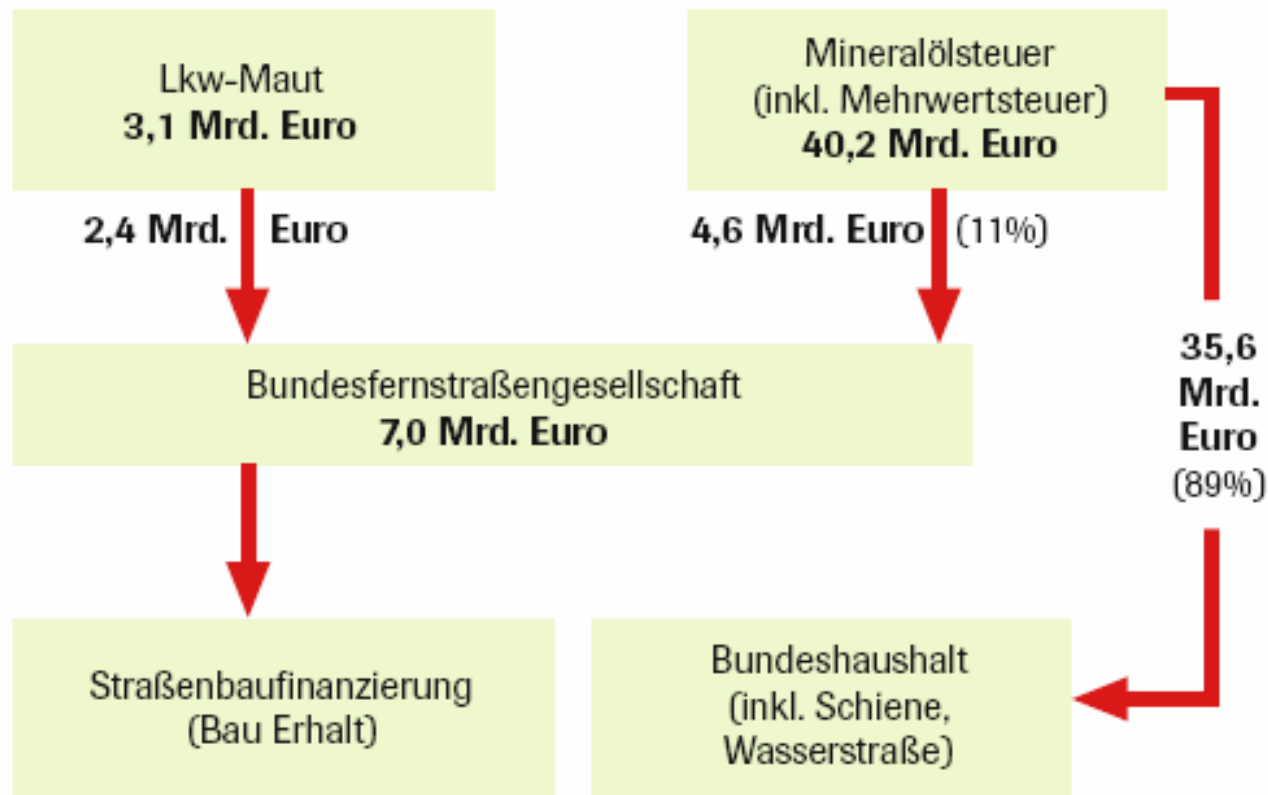 Lkw-Maut
3,1 Mrd. Euro
Mineralölsteuer
(inkl. Mehrwertsteuer)
40,2 Mrd. Euro
2,4 Mrd. Euro
4,6 Mrd. Euro (11%)
35,6
Mrd.
Euro
(89%)
Bundesfernstraßengesellschaft
7,0 Mrd. Euro
Straßenbaufinanzierung
(Bau Erhalt)
Bundeshaushalt
(inkl. Schiene,
Wasserstraße)